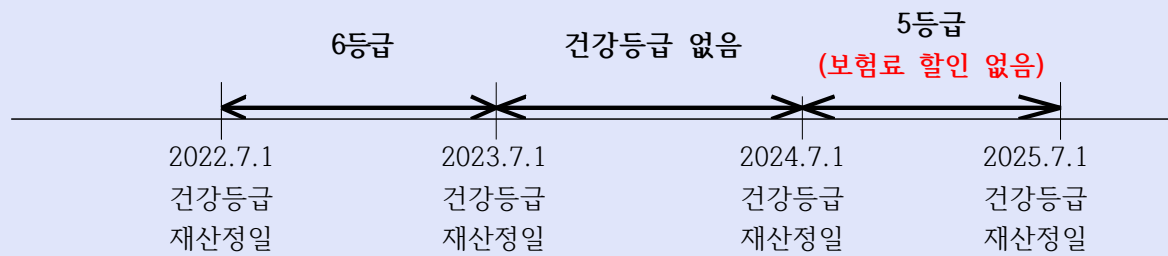 6등급
건강등급 없음
5등급
(보험료 할인 없음)
2022.7.1
건강등급
재산정일
2023.7.1
건강등급
재산정일
2024.7.1
건강등급
재산정일
2025.7.1
건강등급
재산정일